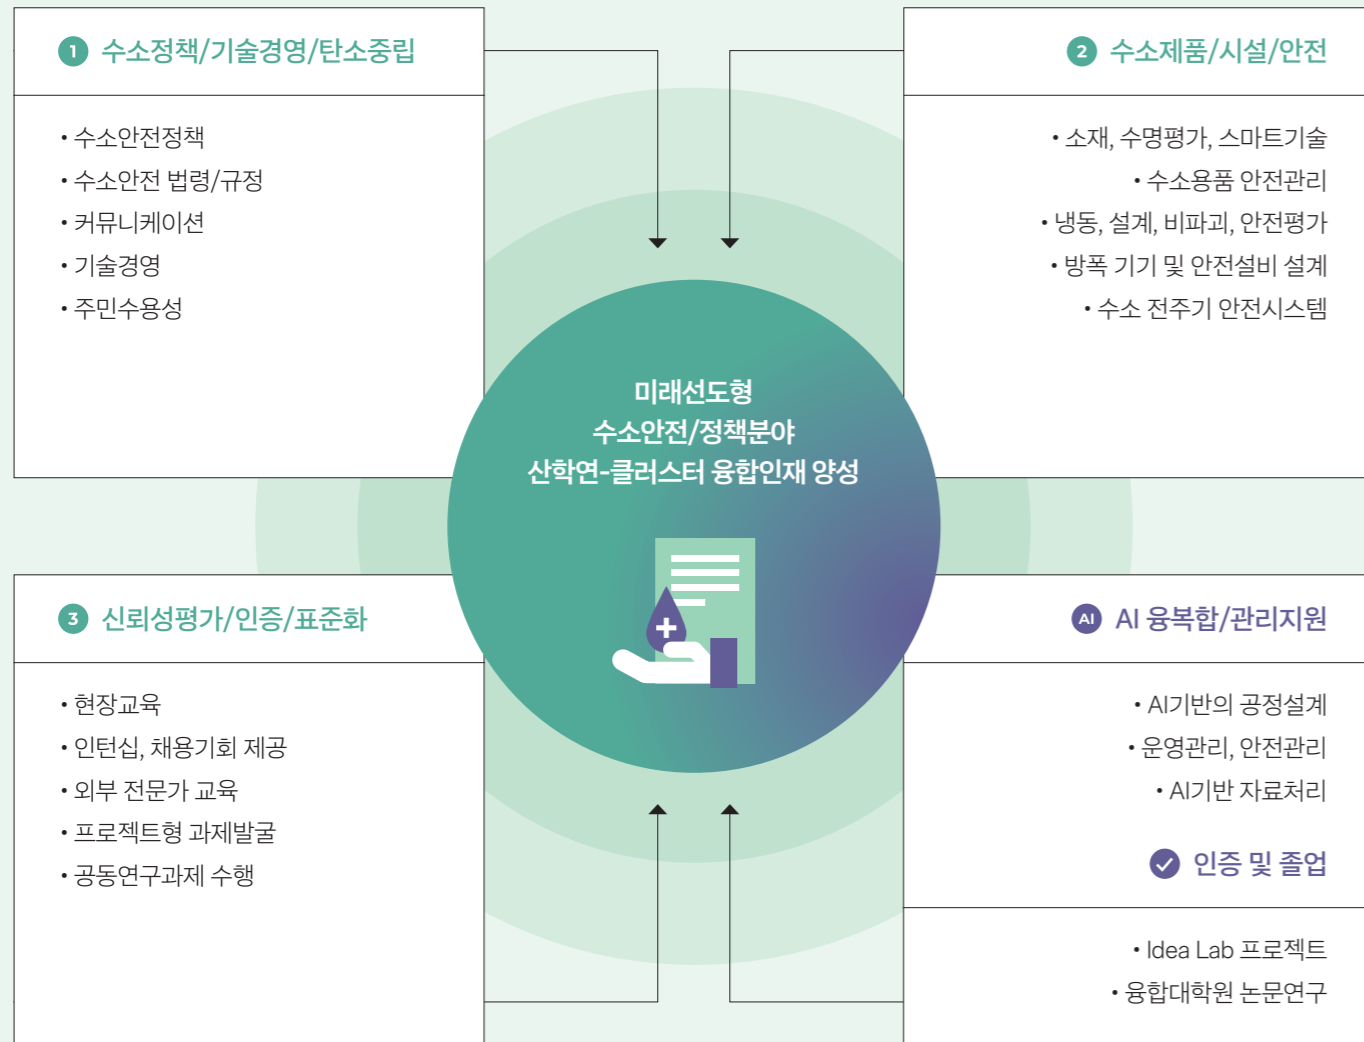 1 수소정책/기술경영/탄소중립
• 수소안전정책
• 수소안전 법령/규정
• 커뮤니케이션
• 기술경영
• 주민수용성
2 수소제품/시설/안전
• 소재, 수명평가, 스마트기술
• 수소용품 안전관리
• 냉동, 설계, 비파괴, 안전평가
• 방폭 기기 및 안전설비 설계
• 수소 전주기 안전시스템
미래선도형
수소안전/정책분야
산학연-클러스터 융합인재 양성
3 신뢰성평가/인증/표준화
• 현장교육
• 인턴십, 채용기회 제공
• 외부 전문가 교육
• 프로젝트형 과제발굴
• 공동연구과제 수행
AI AI 융복합/관리지원
• AI기반의 공정설계
• 운영관리, 안전관리
• AI기반 자료처리
인증 및 졸업
• Idea Lab 프로젝트
• 융합대학원 논문연구